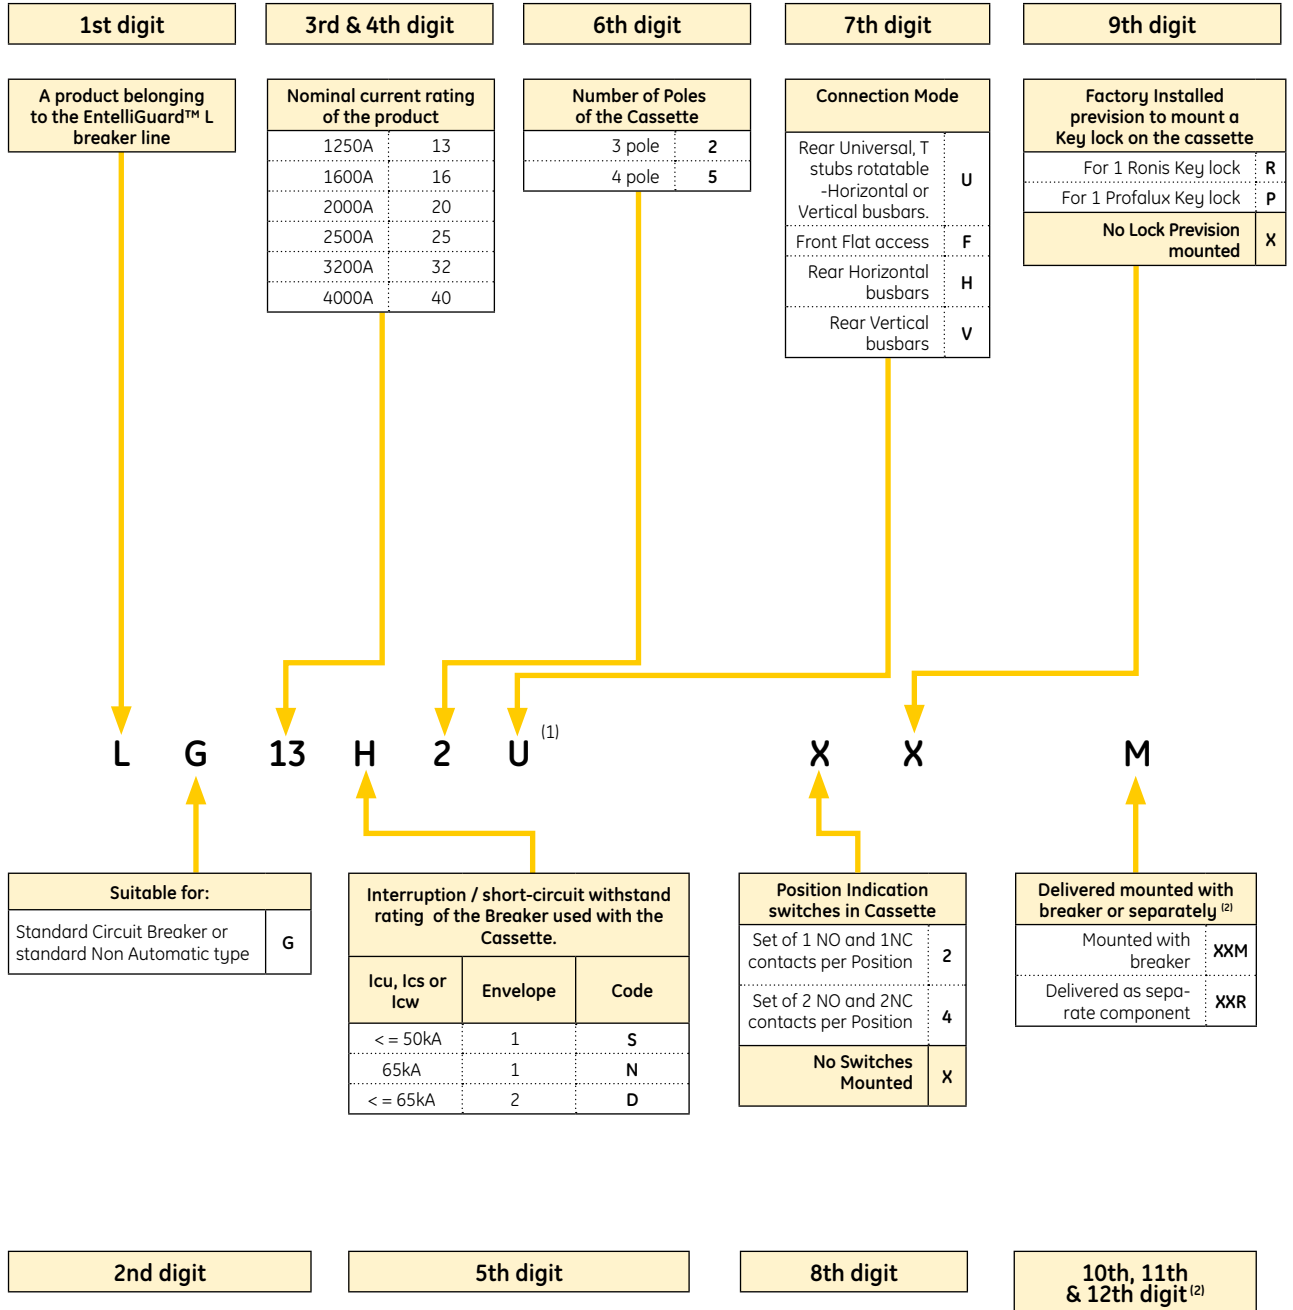 1st digit
3rd & 4th digit
6th digit
7th digit
9th digit
A product belonging
to the EntelliGuard™ L
breaker line
Nominal current rating
of the product
1250A 13
1600A 16
2000A 20
2500A 25
3200A 32
4000A 40
Number of Poles
of the Cassette
3 pole 2
4 pole 5
Connection Mode
Rear Universal, T
stubs rotatable
-Horizontal or
Vertical busbars.
U
Front Flat access F
Rear Horizontal
busbars
H
Rear Vertical
busbars
V
Factory Installed
prevision to mount a
Key lock on the cassette
For 1 Ronis Key lock R
For 1 Profalux Key lock P
No Lock Prevision
mounted
X
L G 13 H 2 U (1) X X M
Suitable for:
Standard Circuit Breaker or
standard Non Automatic type
G
Interruption / short-circuit withstand
rating of the Breaker used with the
Cassette.
Icu, Ics or
Icw
Envelope
Code
< = 50kA 1 S
65kA 1 N
< = 65kA 2 D
Position Indication
switches in Cassette
Set of 1 NO and 1NC
contacts per Position
2
Set of 2 NO and 2NC
contacts per Position
4
No Switches
Mounted
X
Delivered mounted with
breaker or separately (2)
Mounted with
breaker
XXM
Delivered as sepa-
rate component
XXR
2nd digit
5th digit
8th digit
10th, 11th
& 12th digit (2)